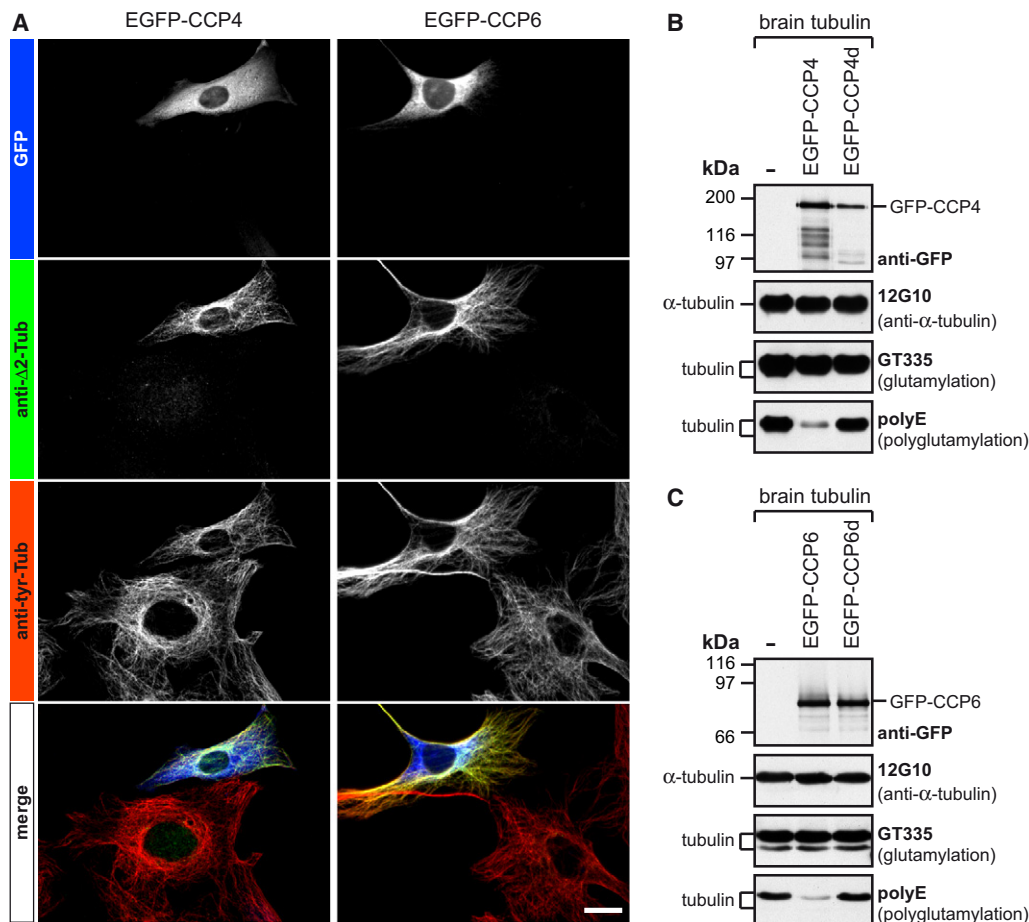 A
EGFP-CCP4
EGFP-CCP6
GFP
anti-Δ2-Tub
anti-tyr-Tub
merge
B
brain tubulin
kDa
–
EGFP-CCP4
EGFP-CCP4d
200
116
97
GFP-CCP4
anti-GFP
α-tubulin
12G10
(anti-α-tubulin)
tubulin
GT335
(glutamylation)
tubulin
polyE
(polyglutamylation)
C
brain tubulin
kDa
–
EGFP-CCP6
EGFP-CCP6d
116
97
66
GFP-CCP6
anti-GFP
α-tubulin
12G10
(anti-α-tubulin)
tubulin
GT335
(glutamylation)
tubulin
polyE
(polyglutamylation)